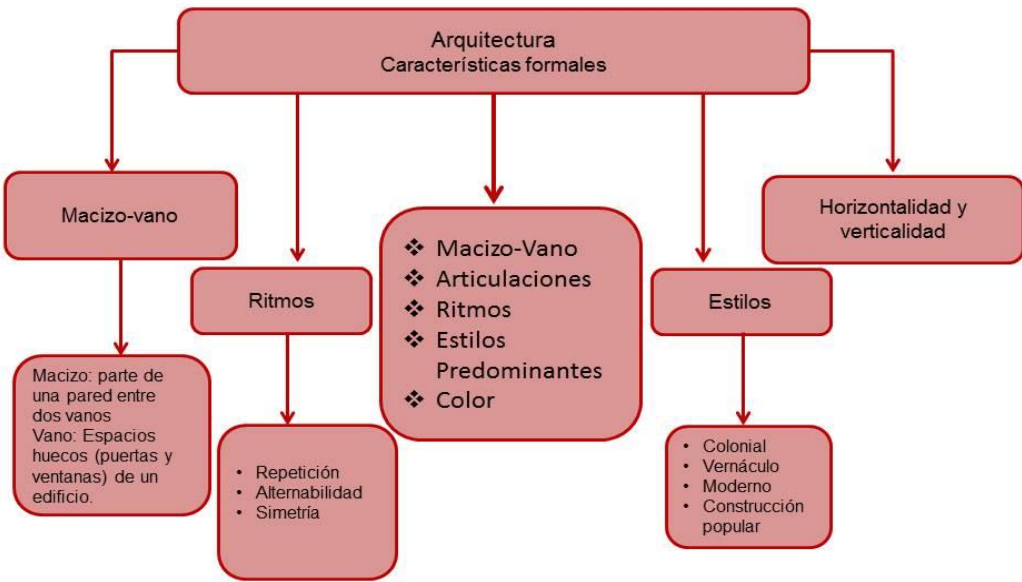 Arquitectura
Características formales
Macizo-vano
Horizontalidad y
verticalidad
❖ Macizo-Vano
❖ Articulaciones
❖ Ritmos
❖ Estilos
Predominantes
❖ Color
Ritmos
Estilos
Macizo: parte de
una pared entre
dos vanos
Vano: Espacios
huecos (puertas y
ventanas) de un
edificio.
• Repetición
• Alternabilidad
• Simetría
• Colonial
• Vernáculo
• Moderno
• Construcción
popular